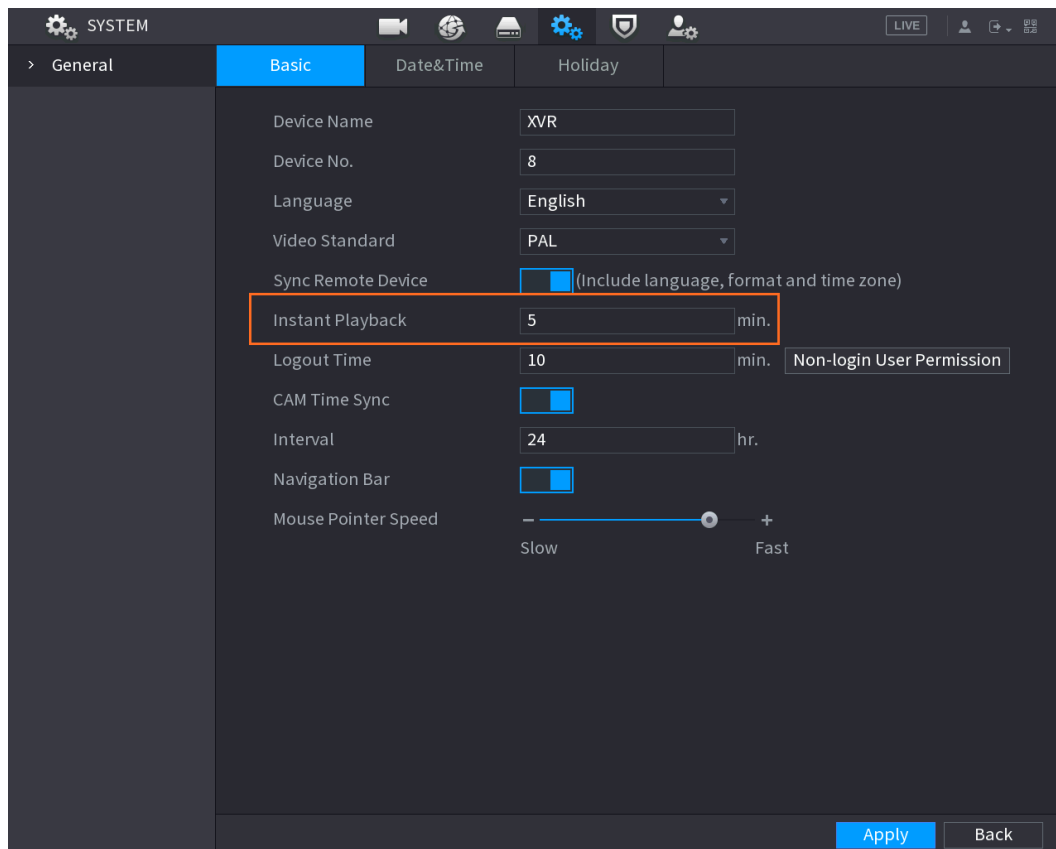 SYSTEM LIVE
General Basic Date&Time Holiday
Device Name XVR
Device No. 8
Language English
Video Standard PAL
Sync Remote Device (Include language, format and time zone)
Instant Playback 5 min.
Logout Time 10 min. Non-login User Permission
CAM Time Sync
Interval 24 hr.
Navigation Bar
Mouse Pointer Speed
Slow Fast
Apply Back